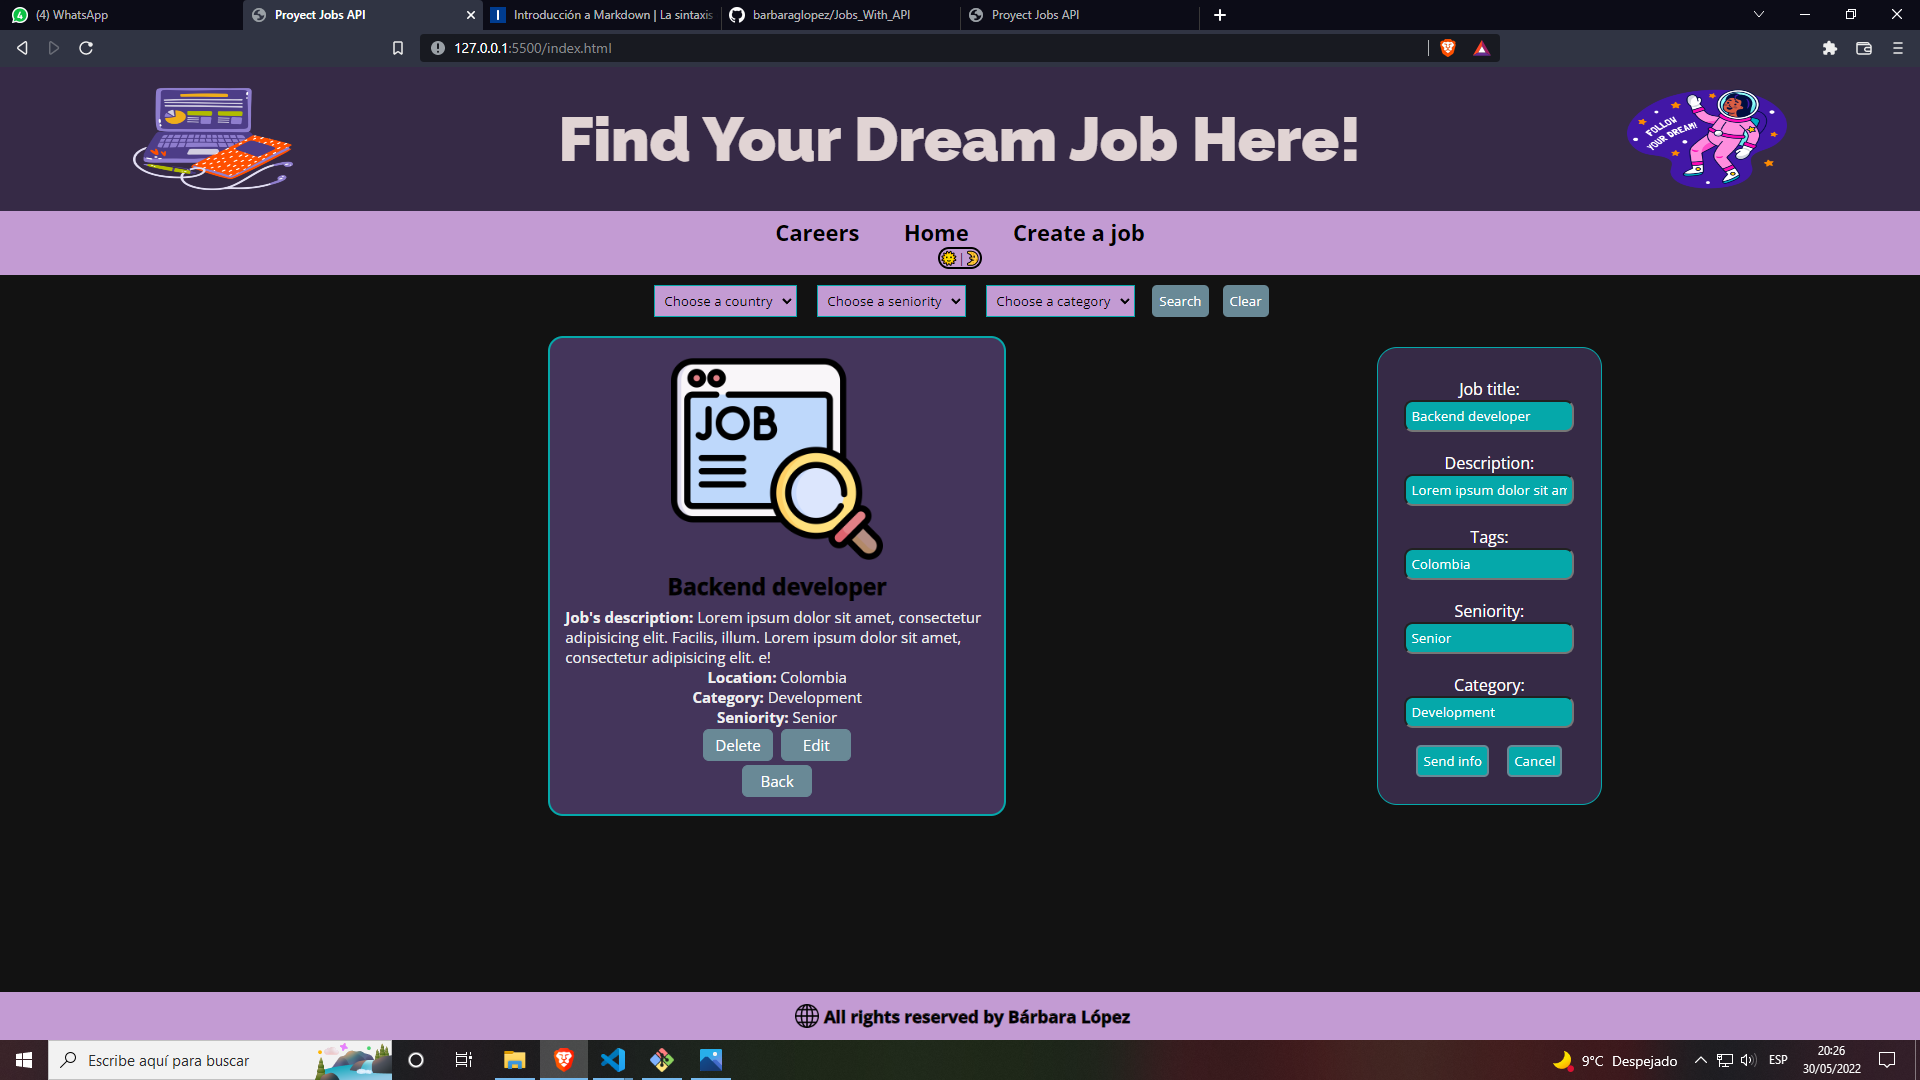 (4) WhatsApp
Proyect Jobs API
Introducción a Markdown | La sintaxis
barbaraglopez/Jobs_With_API
Proyect Jobs API
127.0.0.1:5500/index.html
Find Your Dream Job Here!
FOLLOW
YOUR DREAM!
Careers Home Create a job
Choose a country Choose a seniority Choose a category Search Clear
JOB
Backend developer
Job's description: Lorem ipsum dolor sit amet, consectetur
adipisicing elit. Facilis, illum. Lorem ipsum dolor sit amet,
consectetur adipisicing elit. e!
Location: Colombia
Category: Development
Seniority: Senior
Delete Edit
Back
Job title:
Backend developer
Description:
Lorem ipsum dolor sit am
Tags:
Colombia
Seniority:
Senior
Category:
Development
Send info Cancel
All rights reserved by Bárbara López
Escribe aquí para buscar
9°C Despejado
ESP
20:26
30/05/2022